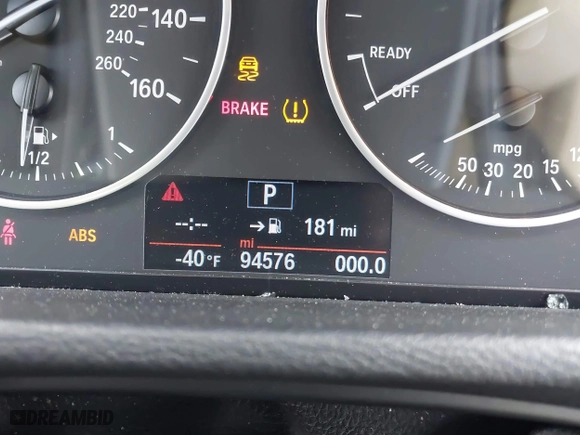 220
140
240
260
160
READY
OFF
BRAKE
1/2
1
mpg
50 30 20 15 12
P
--:-- 181 mi
ABS
mi
-40 °F 94576 000.0
DREAMBID